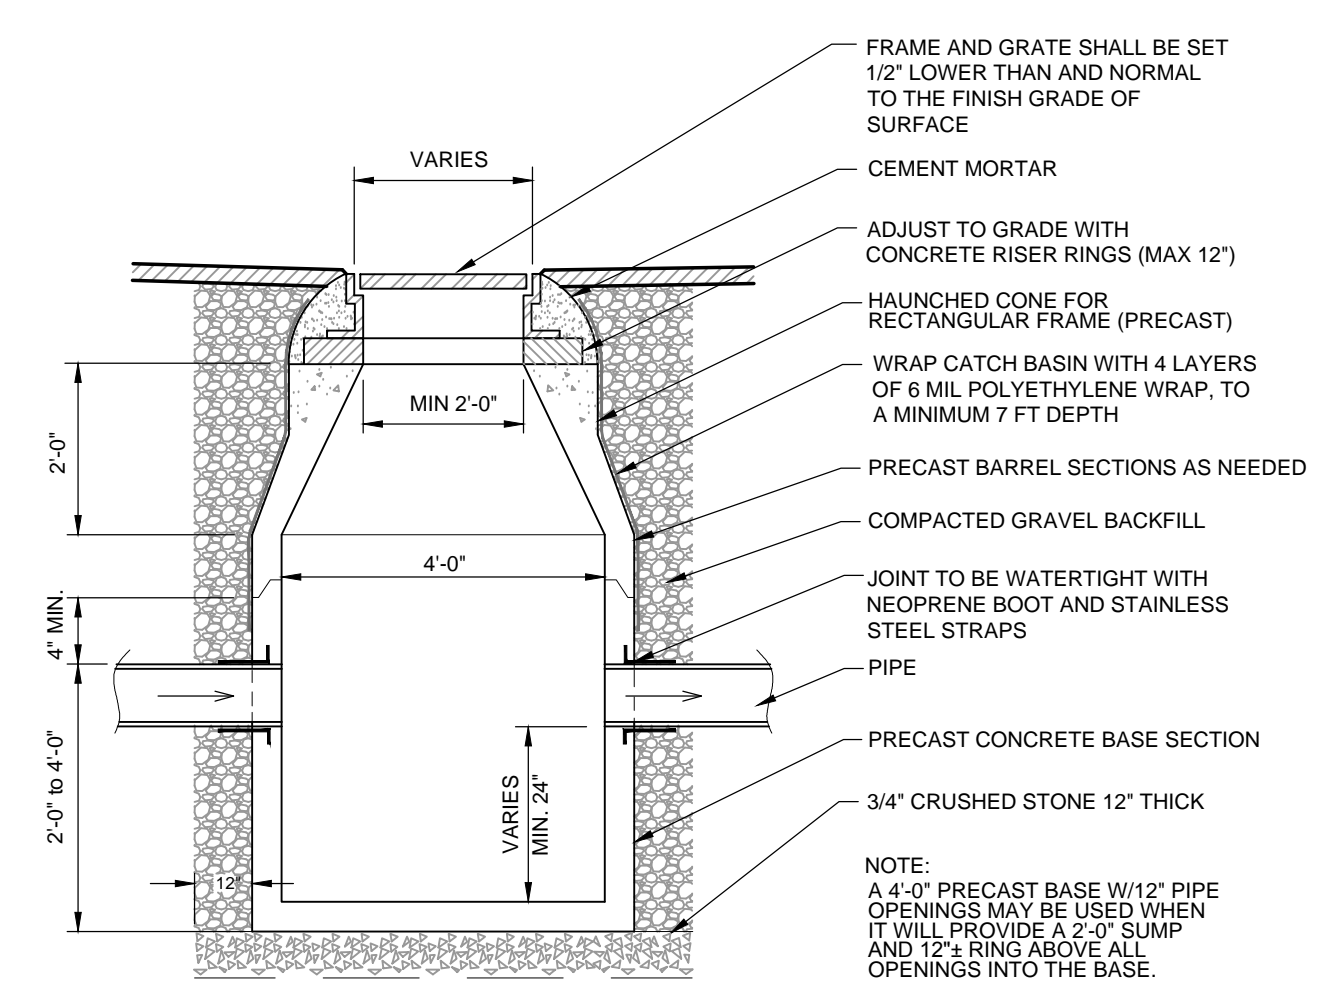 FRAME AND GRATE SHALL BE SET
1/2" LOWER THAN AND NORMAL
TO THE FINISH GRADE OF
SURFACE
VARIES
CEMENT MORTAR
ADJUST TO GRADE WITH
CONCRETE RISER RINGS (MAX 12")
HAUNCHED CONE FOR
RECTANGULAR FRAME (PRECAST)
WRAP CATCH BASIN WITH 4 LAYERS
OF 6 MIL POLYETHYLENE WRAP, TO
A MINIMUM 7 FT DEPTH
MIN 2'-0"
2'-0"
PRECAST BARREL SECTIONS AS NEEDED
COMPACTED GRAVEL BACKFILL
4'-0"
JOINT TO BE WATERTIGHT WITH
NEOPRENE BOOT AND STAINLESS
STEEL STRAPS
4" MIN.
PIPE
PRECAST CONCRETE BASE SECTION
2'-0" to 4'-0"
VARIES
MIN. 24"
3/4" CRUSHED STONE 12" THICK
12"
NOTE:
A 4'-0" PRECAST BASE W/12" PIPE
OPENINGS MAY BE USED WHEN
IT WILL PROVIDE A 2'-0" SUMP
AND 12"± RING ABOVE ALL
OPENINGS INTO THE BASE.